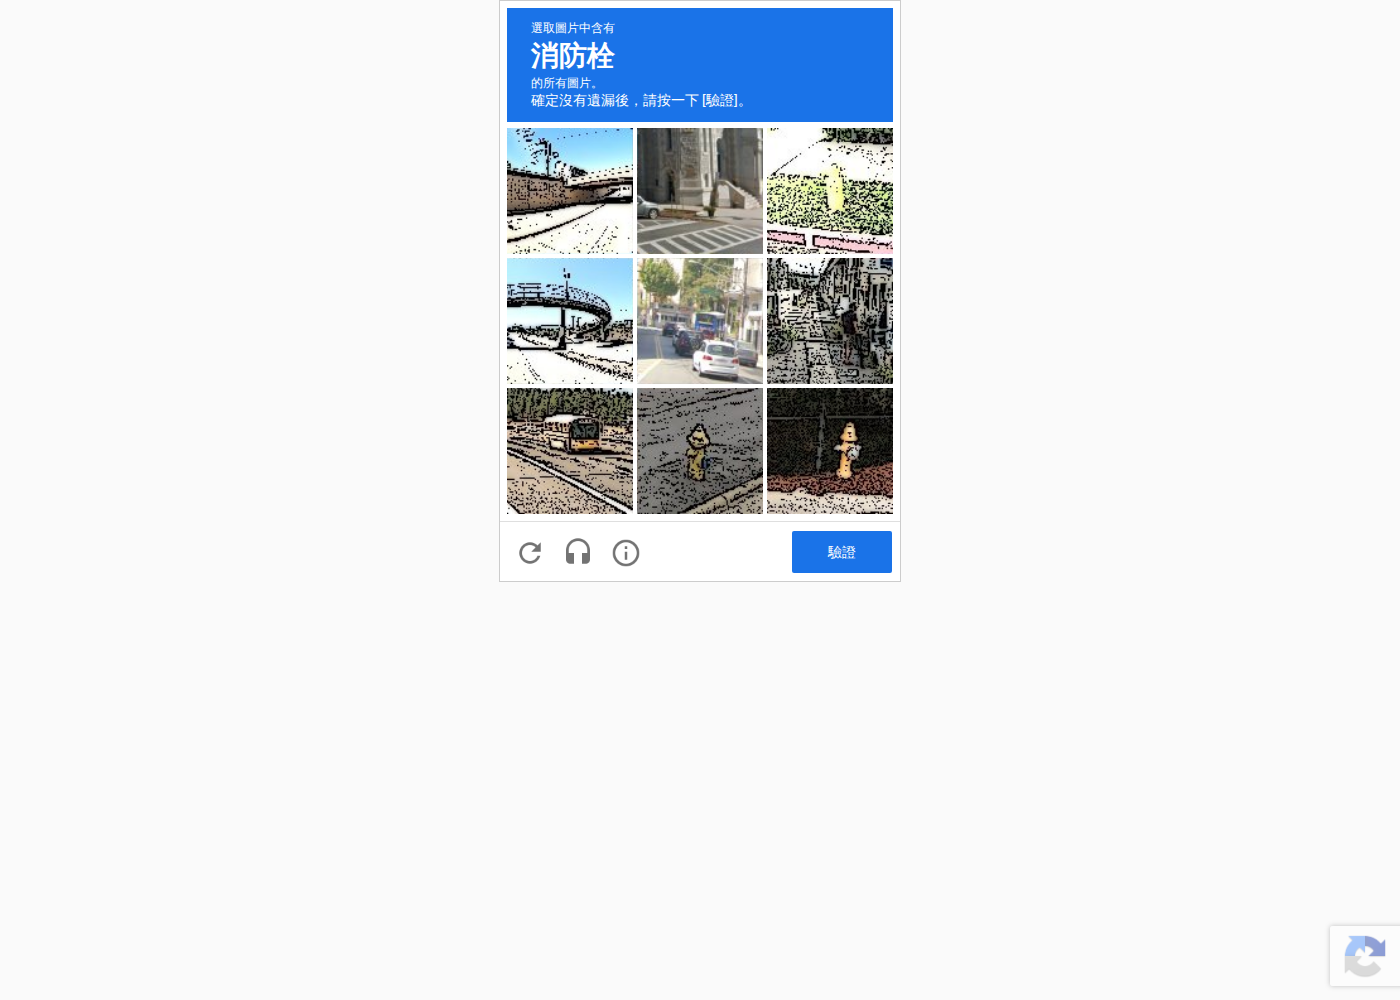 選取圖片中含有
消防栓
的所有圖片。
確定沒有遺漏後，請按一下 [驗證]。
驗證